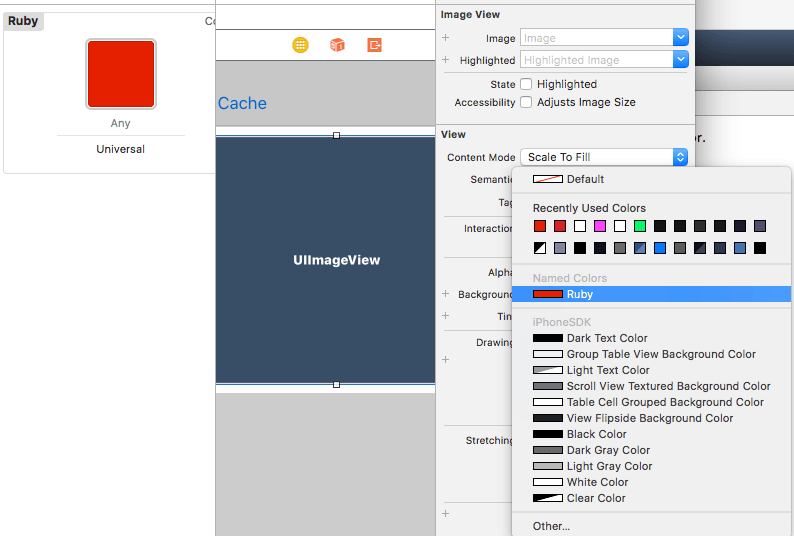 Ruby
Any
Universal
Cache
UIImageView
Image View
Image
Image
Highlighted
Highlighted Image
State
Highlighted
Accessibility
Adjusts Image Size
View
Content Mode
Scale To Fill
Semantic
Tag
Interaction
Alpha
Background
Drawing
Stretching
Default
Recently Used Colors
Named Colors
Ruby
iPhoneSDK
Dark Text Color
Group Table View Background Color
Light Text Color
Scroll View Textured Background Color
Table Cell Grouped Background Color
View Flipside Background Color
Black Color
Dark Gray Color
Light Gray Color
White Color
Clear Color
Other...